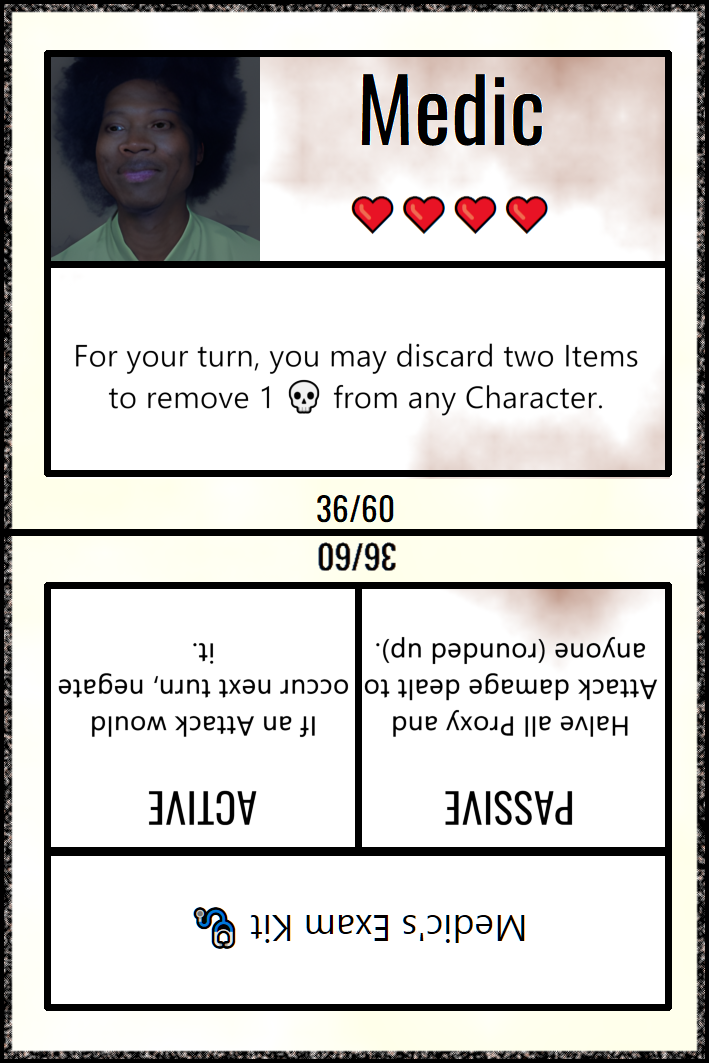 Medic
For your turn, you may discard two Items
to remove 1 💀 from any Character.
36/60
36/60
Medic's Exam Kit
PASSIVE
Halve all Proxy and
Attack damage dealt to
anyone (rounded up).
ACTIVE
If an Attack would
occur next turn, negate
it.